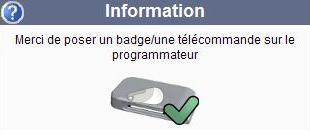 Information
Merci de poser un badge/une télécommande sur le
programmateur